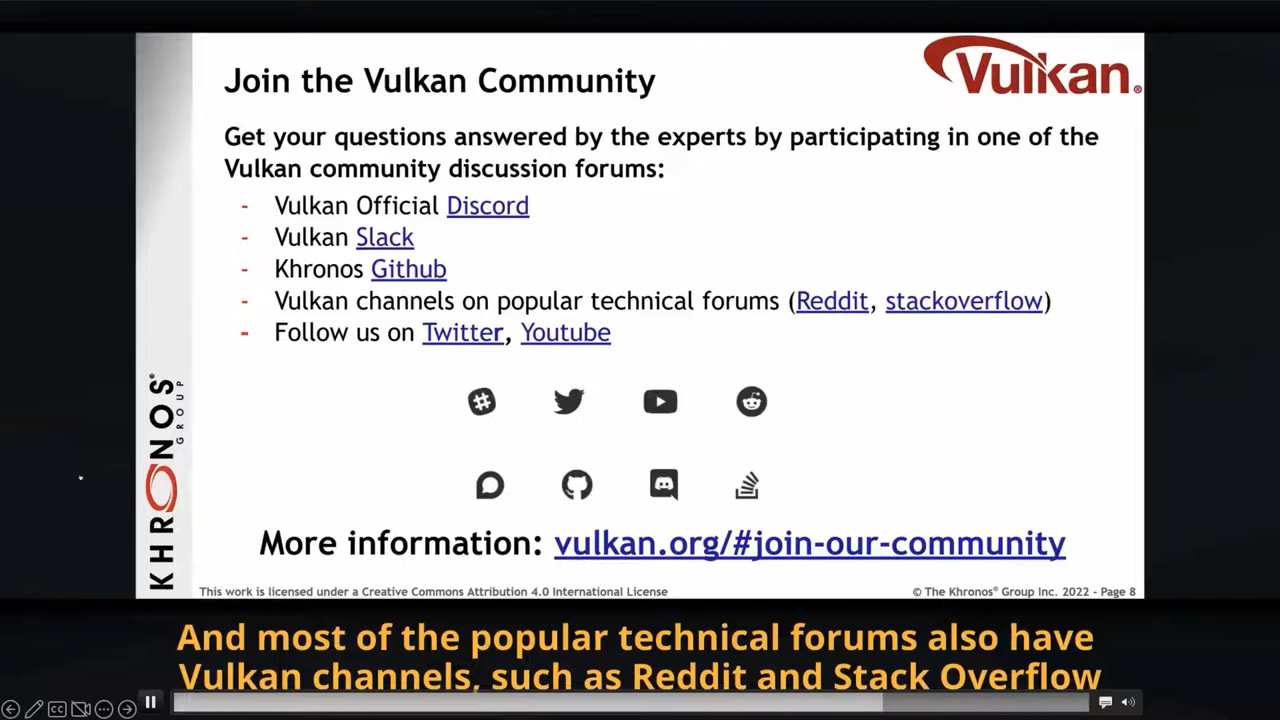 Vulkan®
Join the Vulkan Community
Get your questions answered by the experts by participating in one of the
Vulkan community discussion forums:
- Vulkan Official Discord
- Vulkan Slack
- Khronos Github
- Vulkan channels on popular technical forums (Reddit, stackoverflow)
- Follow us on Twitter, Youtube
KHRONOS®
GROUP
More information: vulkan.org/#join-our-community
This work is licensed under a Creative Commons Attribution 4.0 International License
© The Khronos® Group Inc. 2022 - Page 8
And most of the popular technical forums also have
Vulkan channels, such as Reddit and Stack Overflow
CC